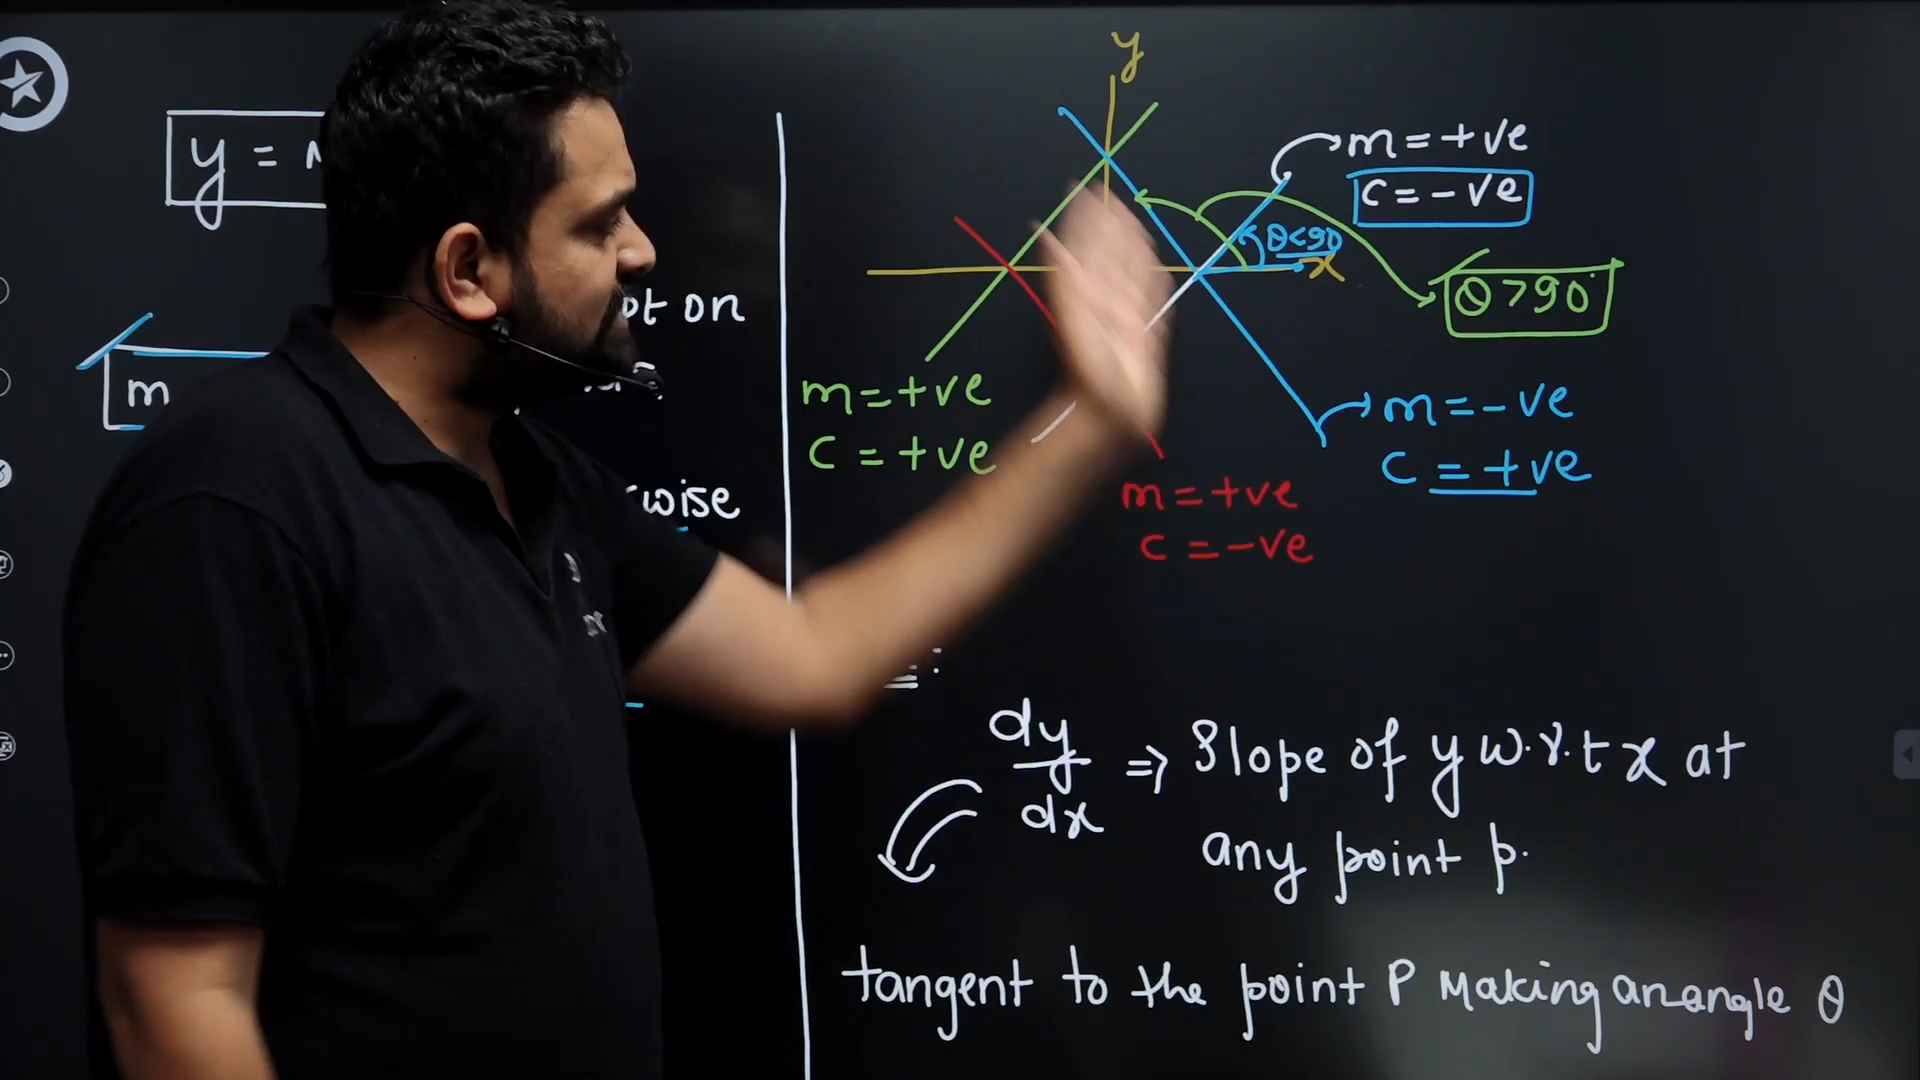 y =
m
ot on
wise
y
x
m = +ve
c = -ve
θ<90
θ>90°
m = +ve
c = +ve
m = -ve
c = +ve
m = +ve
c = -ve
dy/dx ⇒ Slope of y w.r.t x at
any point p.
tangent to the point P Making an angle θ